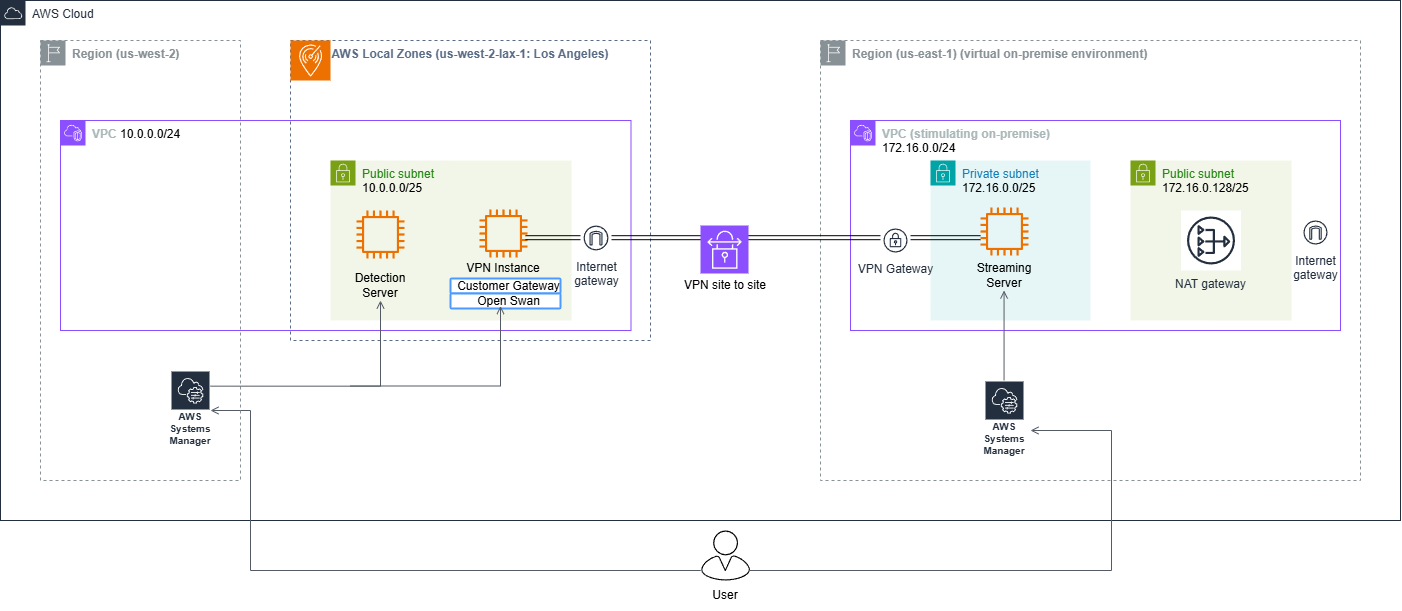 AWS Cloud
Region (us-west-2)
AWS Local Zones (us-west-2-lax-1: Los Angeles)
Region (us-east-1) (virtual on-premise environment)
VPC 10.0.0.0/24
VPC (stimulating on-premise)
172.16.0.0/24
Public subnet
10.0.0.0/25
Private subnet
172.16.0.0/25
Public subnet
172.16.0.128/25
Detection
Server
VPN Instance
Customer Gateway
Open Swan
Internet
gateway
VPN site to site
VPN Gateway
Streaming
Server
NAT gateway
Internet
gateway
AWS
Systems
Manager
AWS
Systems
Manager
User